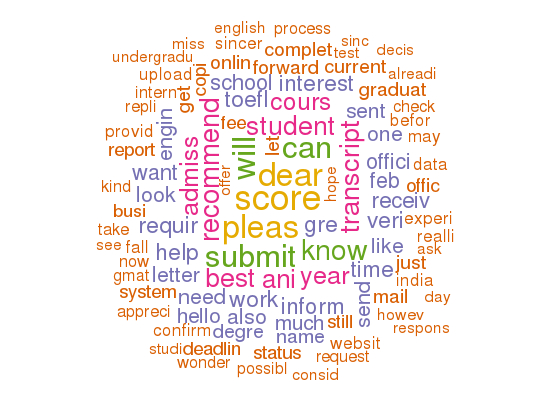 english process
miss sincer sinc
undergradu onlin complet test decis
upload copi forward current alreadi
intern get school interest graduat
repli toefl cours check
provid engin fee student sent befor
report admiss recommend will let can transcript one may
want offici data
kind look offer dear hope feb offic
busi requir score receiv
take pleas gre veri experi
see fall help submit know like realli
now ask
gmat letter best ani year time just india
system need work inform send mail day
appreci hello also much still howev
confirm degre name respons
studi deadlin status websit
wonder possibl request
consid